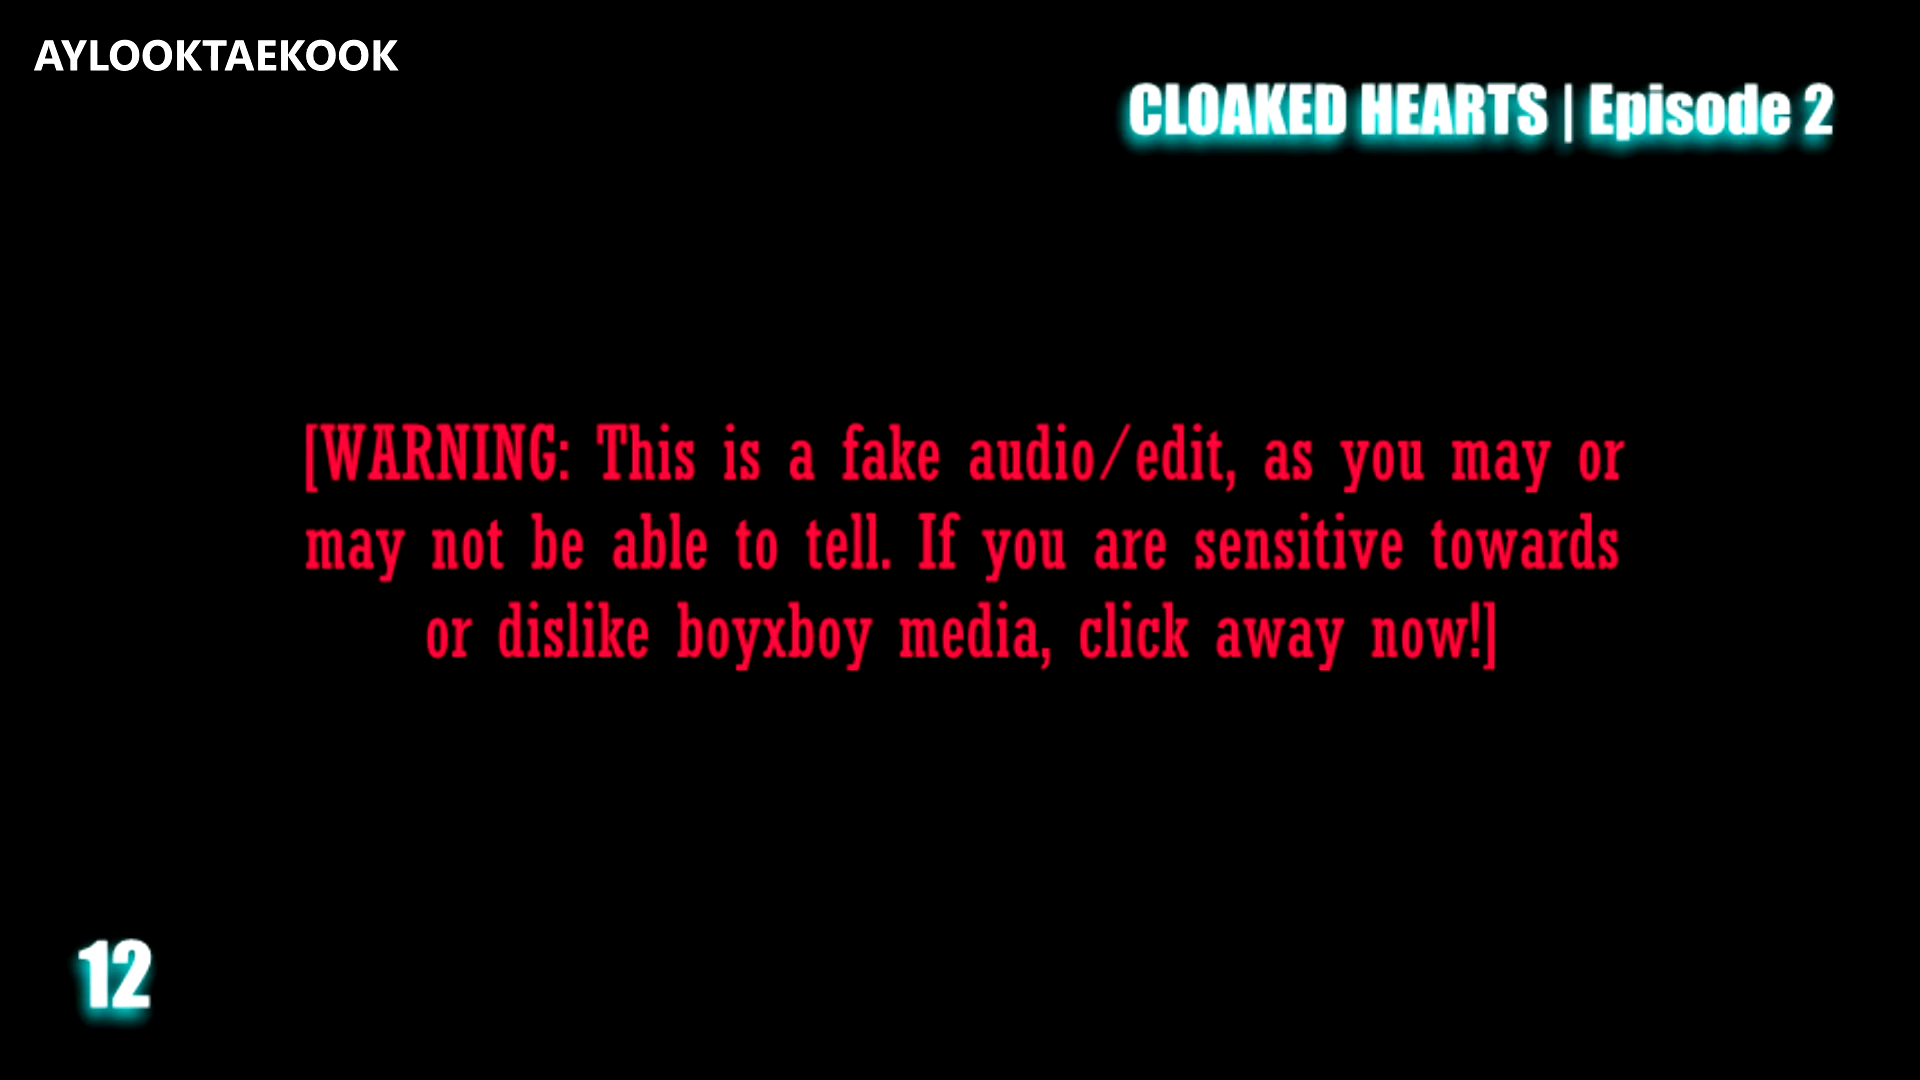 AYLOOKTAEKOOK
CLOAKED HEARTS | Episode 2
[WARNING: This is a fake audio/edit, as you may or
may not be able to tell. If you are sensitive towards
or dislike boyxboy media, click away now!]
12